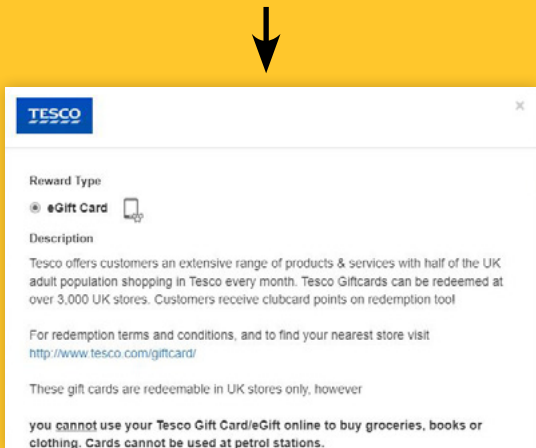 TESCO
×
Reward Type
eGift Card
Description
Tesco offers customers an extensive range of products & services with half of the UK
adult population shopping in Tesco every month. Tesco Giftcards can be redeemed at
over 3,000 UK stores. Customers receive clubcard points on redemption too!
For redemption terms and conditions, and to find your nearest store visit
http://www.tesco.com/giftcard/
These gift cards are redeemable in UK stores only, however
you cannot use your Tesco Gift Card/eGift online to buy groceries, books or
clothing. Cards cannot be used at petrol stations.